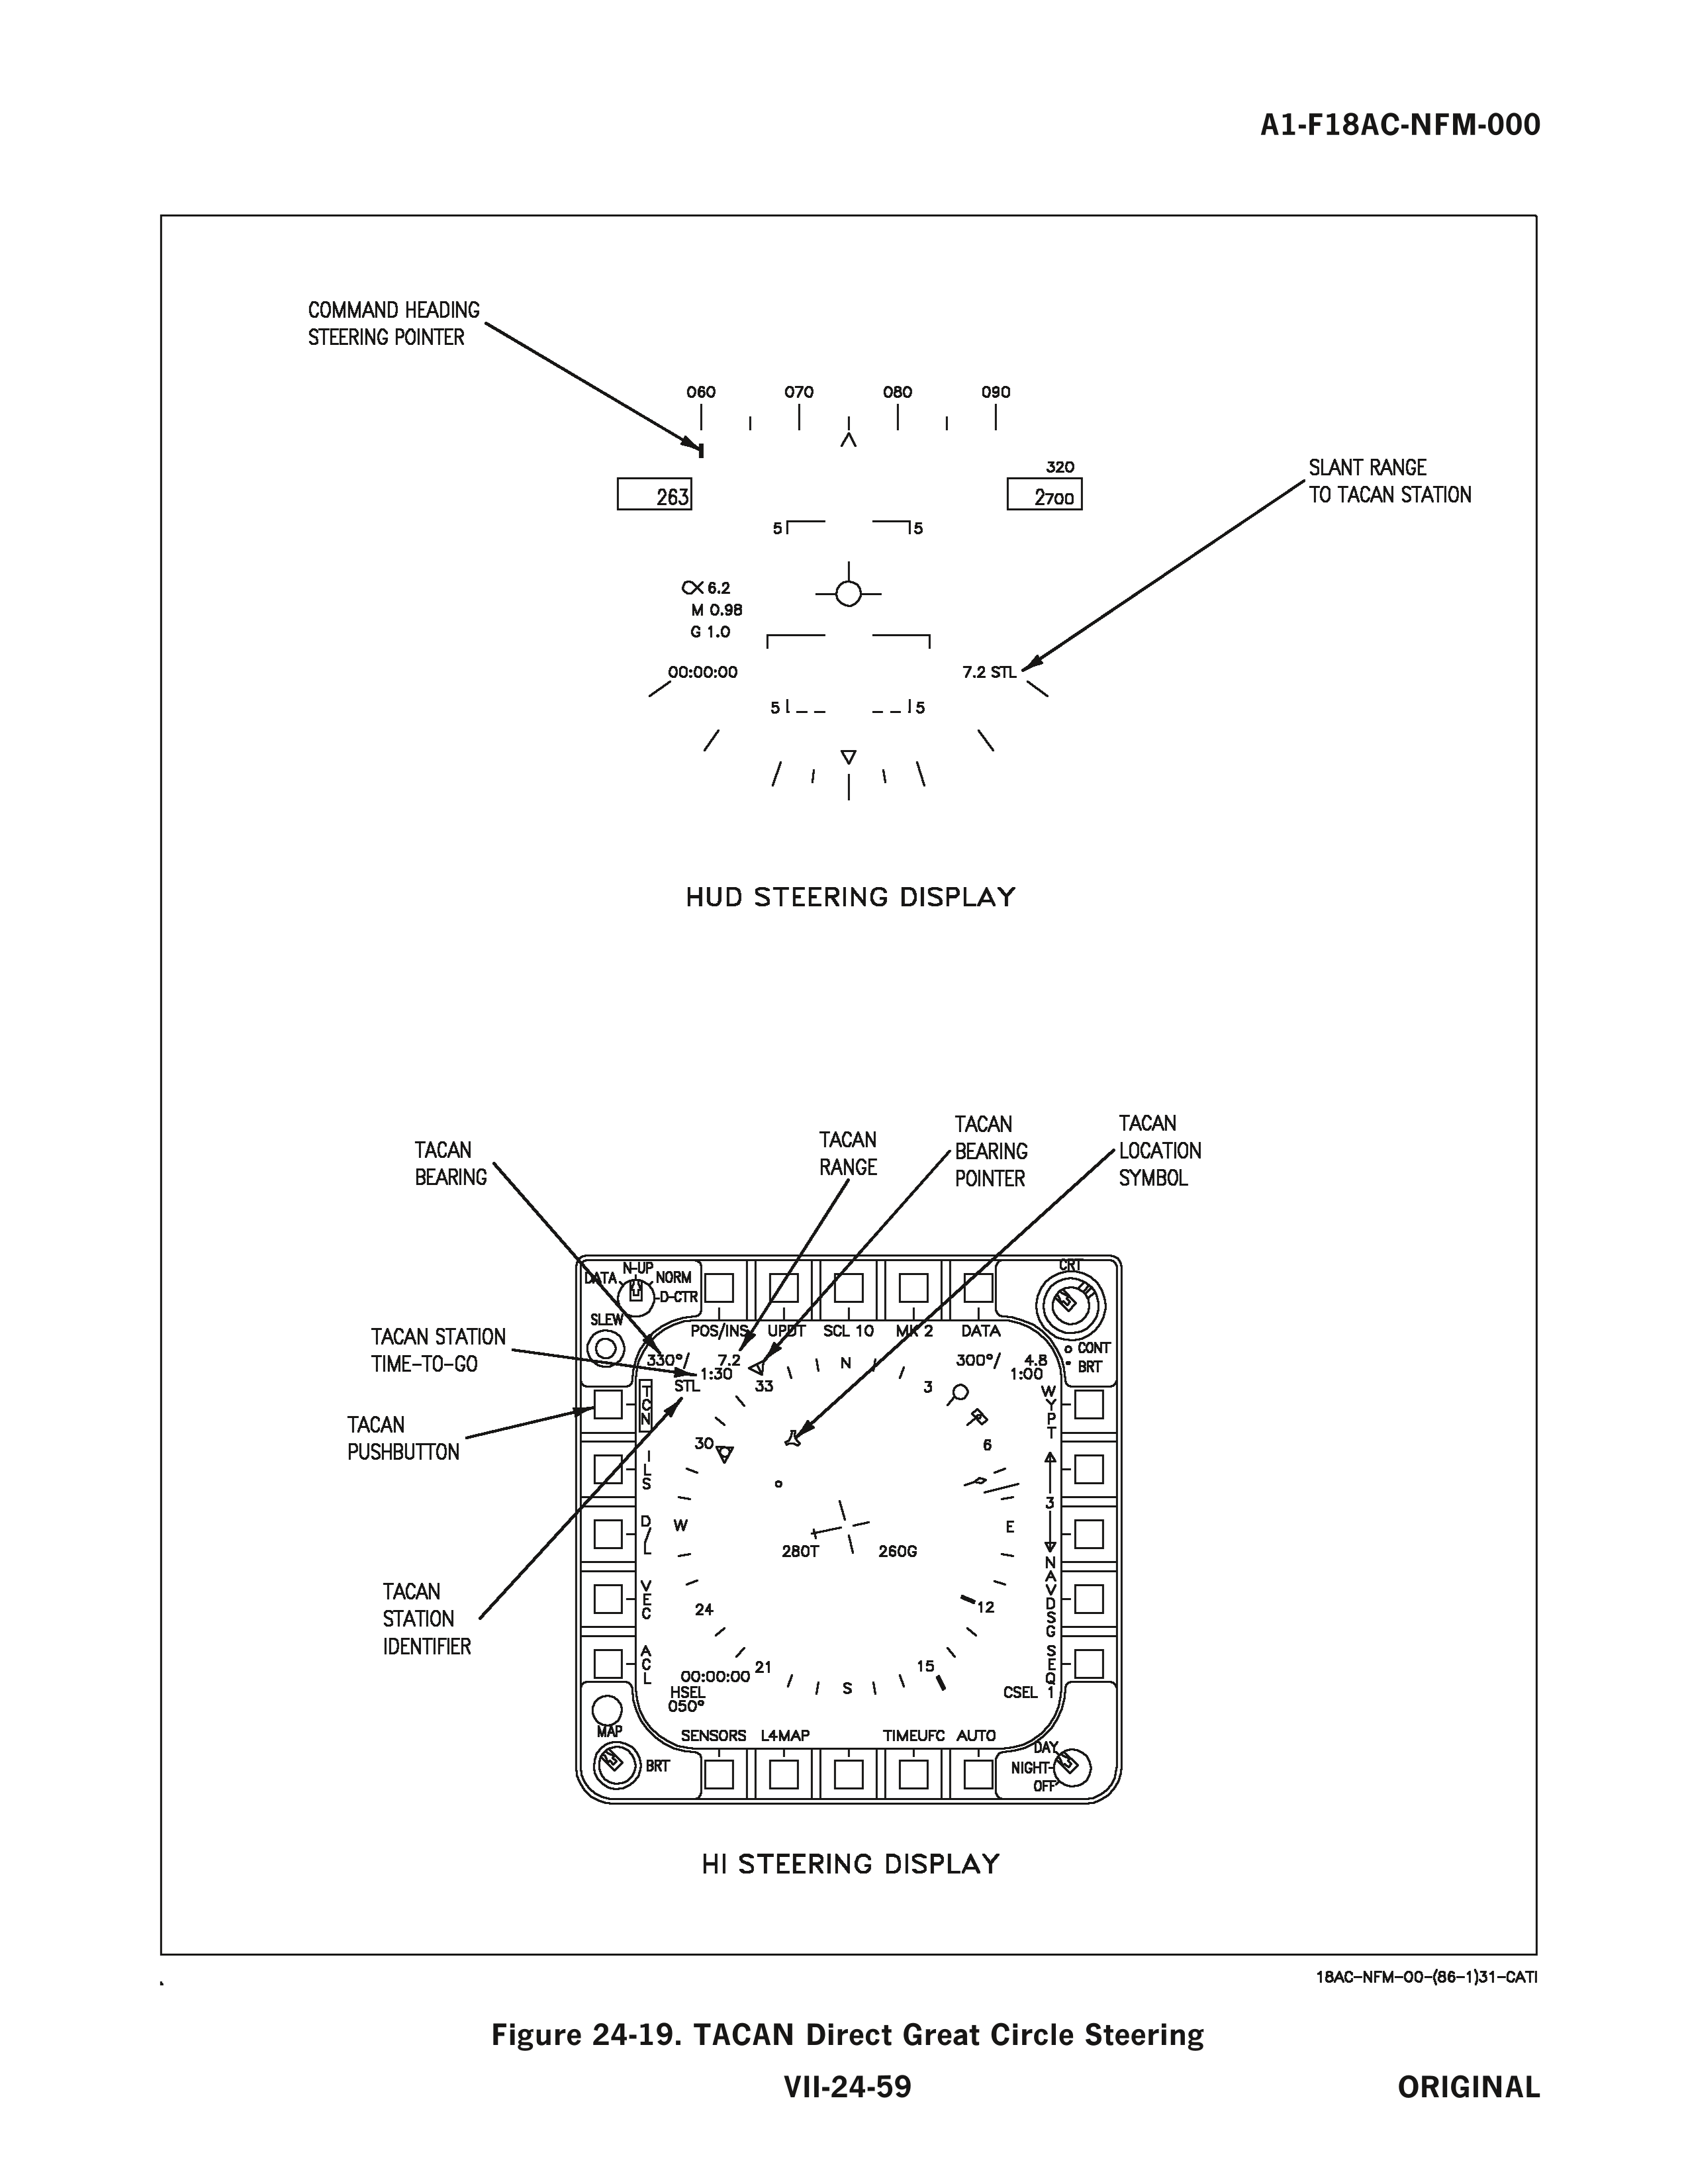 A1-F18AC-NFM-000
COMMAND HEADING
STEERING POINTER
060 070 080 090
320
263
2700
SLANT RANGE
TO TACAN STATION
5 5
α 6.2
M 0.98
G 1.0
00:00:00
7.2 STL
5 5
HUD STEERING DISPLAY
TACAN
BEARING
TACAN
RANGE
TACAN
BEARING
POINTER
TACAN
LOCATION
SYMBOL
N-UP
DATA
NORM
D-CTR
CRT
SLEW
POS/INS UPDT SCL 10 MK 2 DATA
CONT
BRT
TACAN STATION
TIME-TO-GO
330°/ 7.2
1:30
STL
N
300°/ 4.8
1:00
33
3
TCN
WYPT
TACAN
PUSHBUTTON
30
6
ILS
3
D/L
W
E
280T 260G
VEC
NAVDSG
24
12
TACAN
STATION
IDENTIFIER
ACL
SEQ 1
00:00:00
21
15
S
HSEL
050°
CSEL
MAP
SENSORS L4MAP TIMEUFC AUTO
BRT
DAY
NIGHT
OFF
HI STEERING DISPLAY
18AC-NFM-00-(86-1)31-CATI
Figure 24-19. TACAN Direct Great Circle Steering
VII-24-59
ORIGINAL